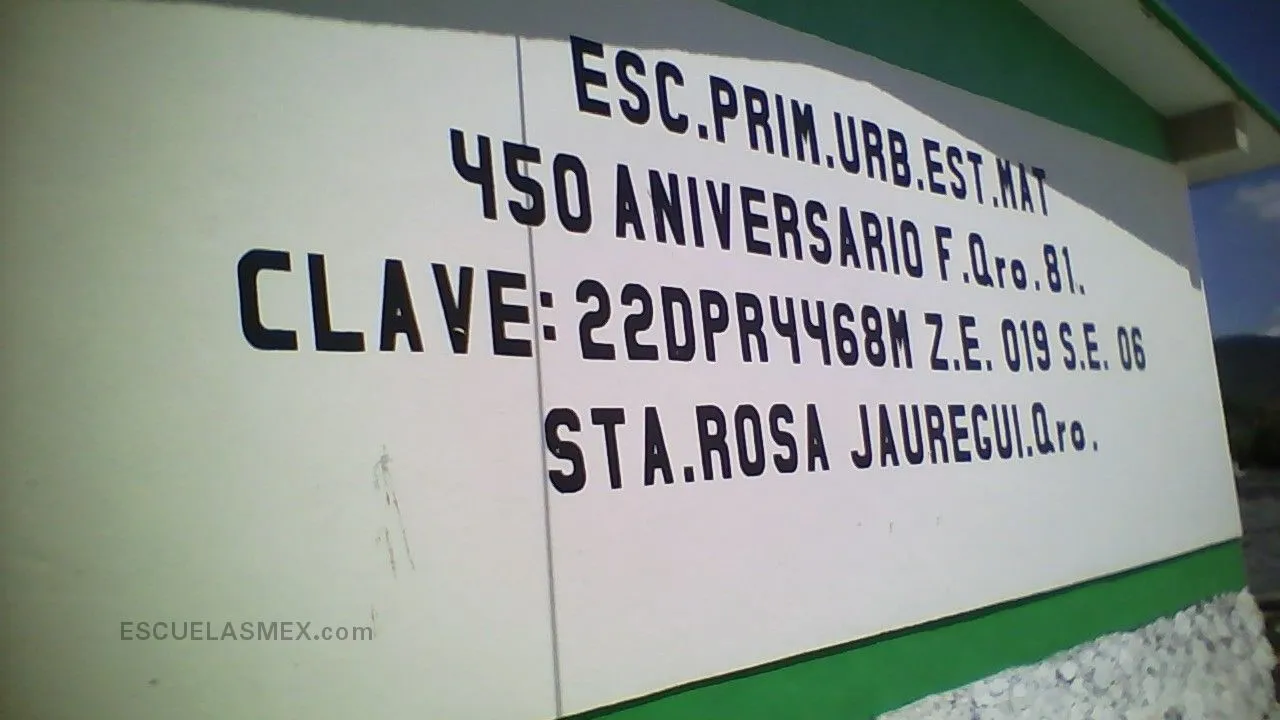 ESC.PRIM.URB.EST.MAT
450 ANIVERSARIO F.Qro.81.
CLAVE: 22DPR4468M Z.E. 019 S.E. 06
STA.ROSA JAUREGUI.Qro.
ESCUELASMEX.com